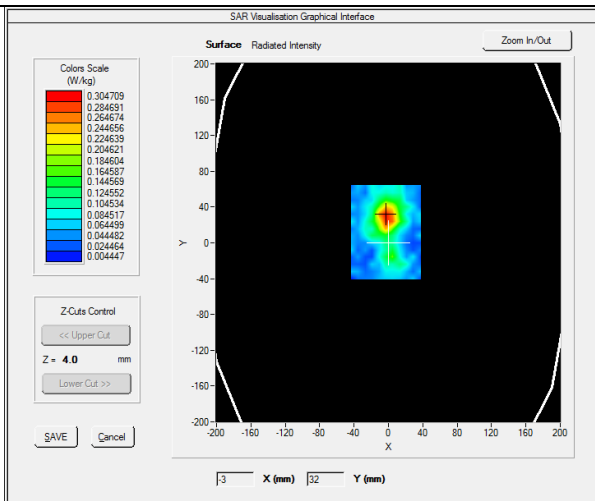 SAR Visualisation Graphical Interface
Surface Radiated Intensity
Zoom In/Out
Colors Scale
(W/kg)
0.304709
0.284691
0.264674
0.244656
0.224639
0.204621
0.184604
0.164587
0.144569
0.124552
0.104534
0.084517
0.064499
0.044482
0.024464
0.004447
200
160
120
80
40
0
-40
-80
-120
-160
-200
Y
-200 -160 -120 -80 -40 0 40 80 120 160 200
X
Z-Cuts Control
<< Upper Cut
Z = 4.0 mm
Lower Cut >>
SAVE Cancel
-3 X (mm) 32 Y (mm)